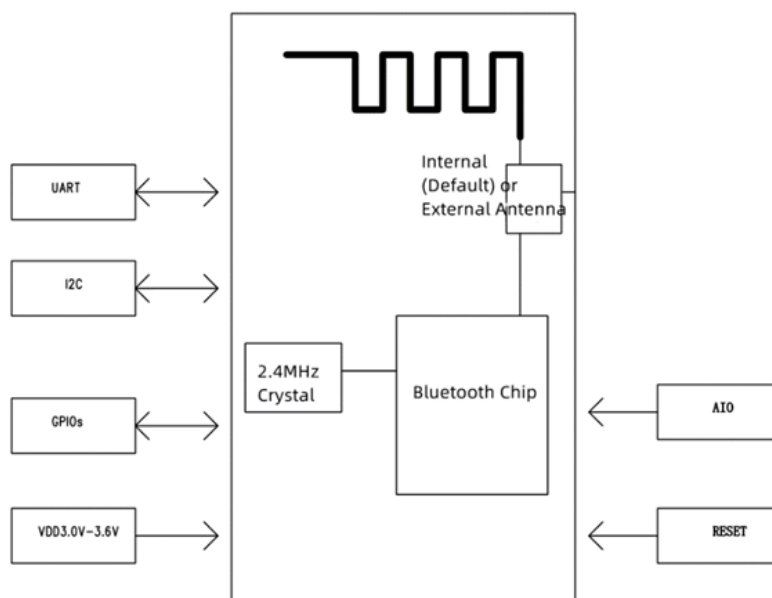 Internal
(Default) or
External Antenna
UART
I2C
2.4MHz
Crystal
Bluetooth Chip
GPIOs
AIO
VDD3.0V-3.6V
RESET